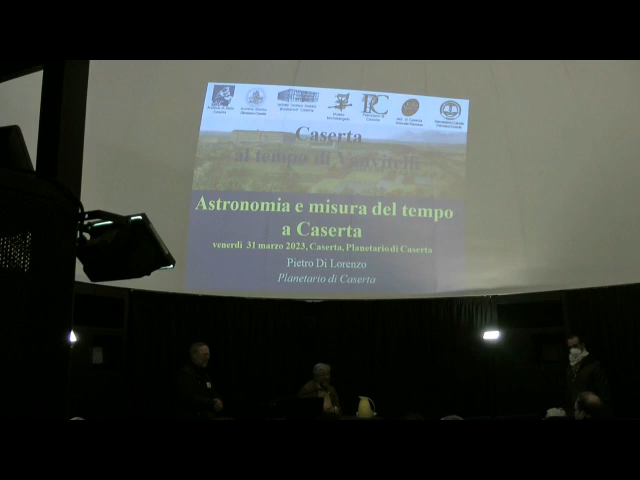 Caserta
al tempo di Vanvitelli
Astronomia e misura del tempo
a Caserta
venerdì 31 marzo 2023, Caserta, Planetario di Caserta
Pietro Di Lorenzo
Planetario di Caserta